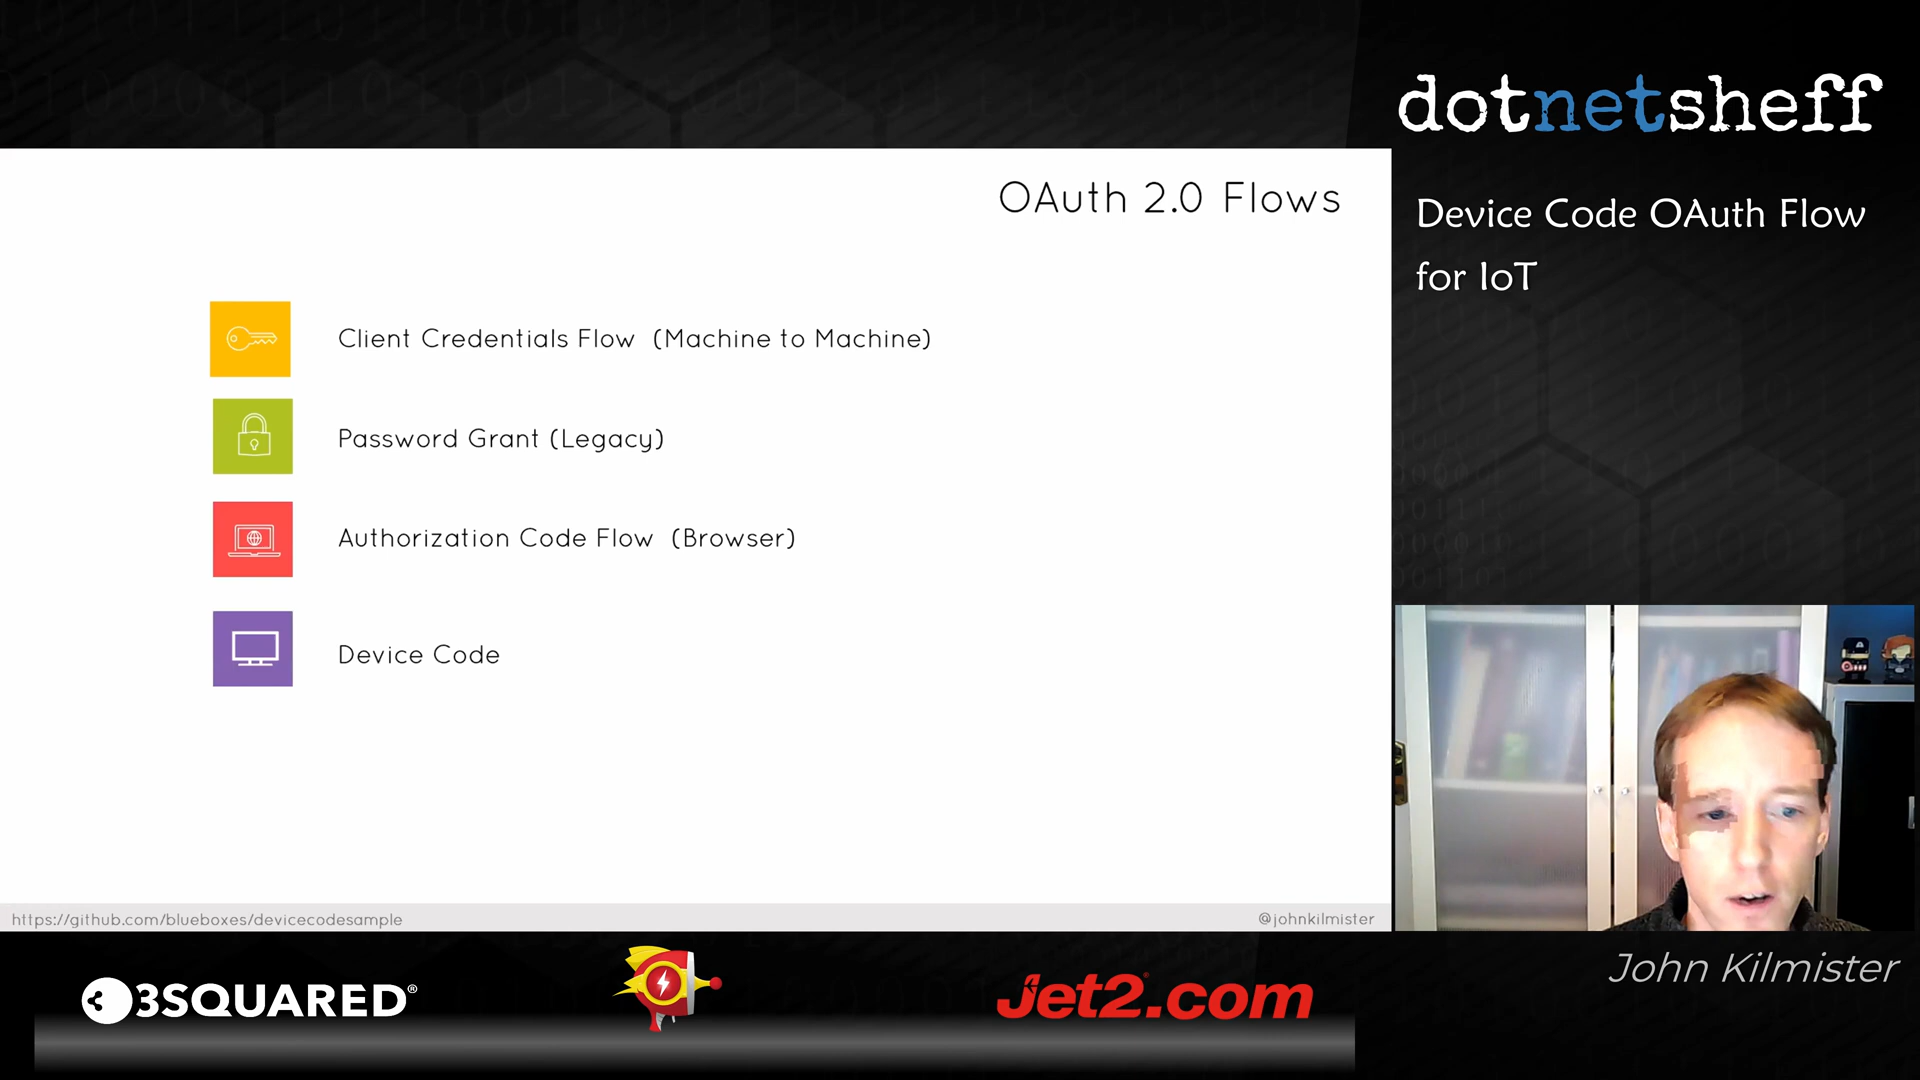 dotnetsheff
Device Code OAuth Flow
for IoT
OAuth 2.0 Flows
Client Credentials Flow (Machine to Machine)
Password Grant (Legacy)
Authorization Code Flow (Browser)
Device Code
https://github.com/blueboxes/devicecodesample
@johnkilmister
John Kilmister
3SQUARED®
Jet2.com